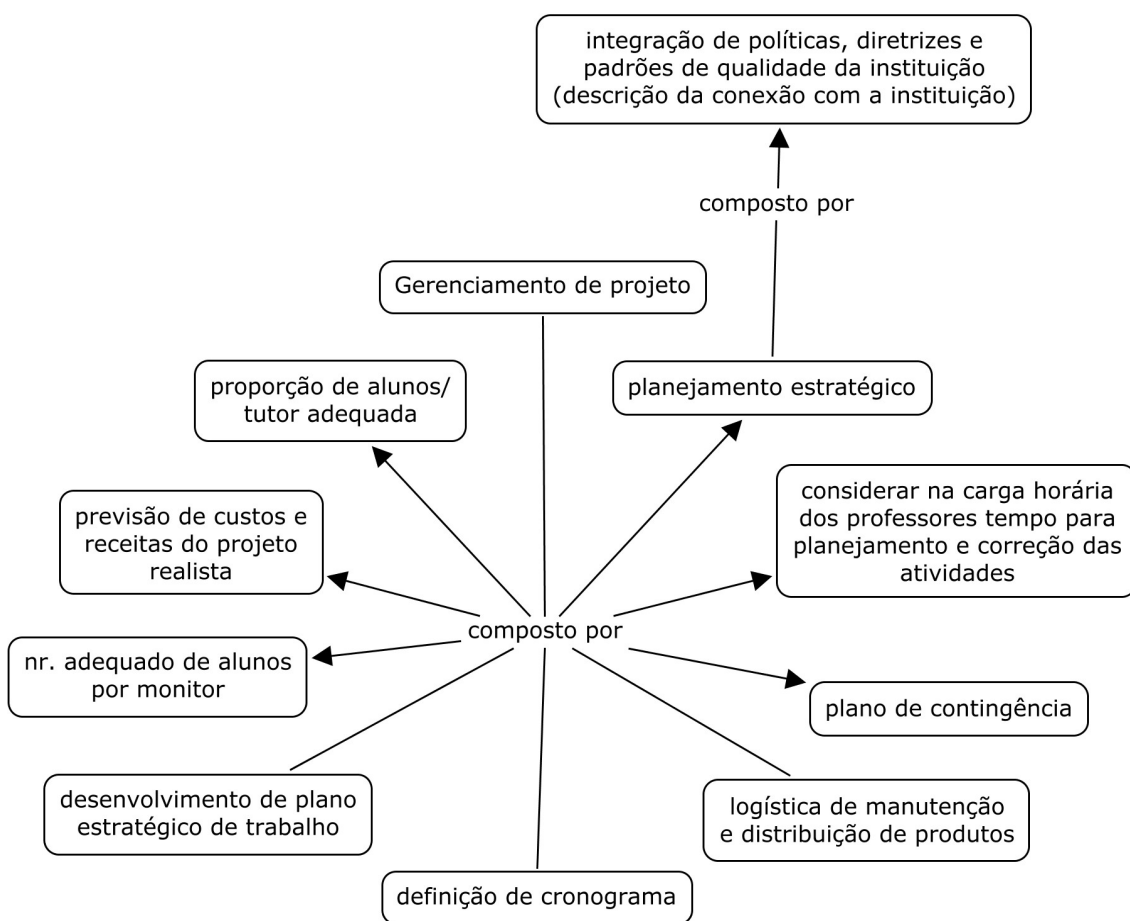 integração de políticas, diretrizes e
padrões de qualidade da instituição
(descrição da conexão com a instituição)
composto por
Gerenciamento de projeto
proporção de alunos/
tutor adequada
planejamento estratégico
previsão de custos e
receitas do projeto
realista
considerar na carga horária
dos professores tempo para
planejamento e correção das
atividades
composto por
nr. adequado de alunos
por monitor
plano de contingência
desenvolvimento de plano
estratégico de trabalho
logística de manutenção
e distribuição de produtos
definição de cronograma